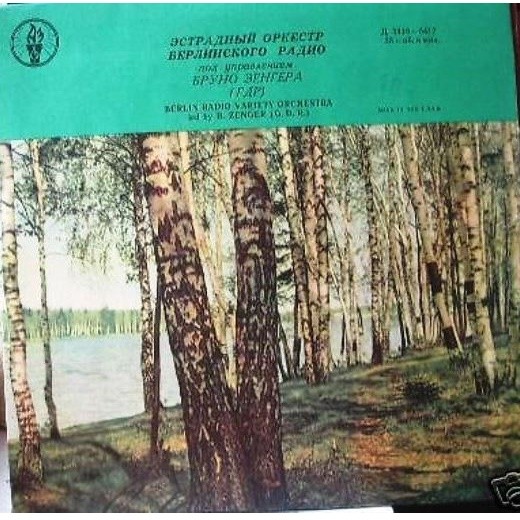 ЭСТРАДНЫЙ ОРКЕСТР
БЕРЛИНСКОГО РАДИО
под управлением
БРУНО ЗЕНГЕРА
(ГДР)
BERLIN RADIO VARIETY ORCHESTRA
led by B. ZENGER (G. D. R.)